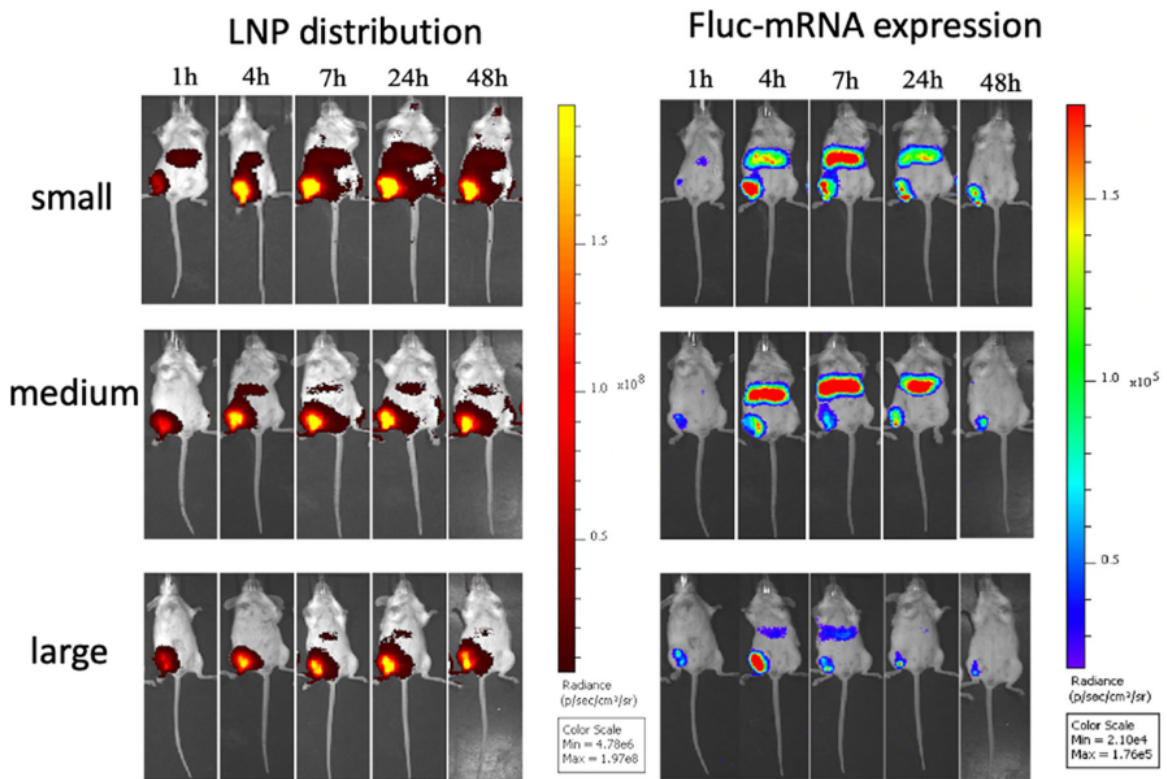 LNP distribution
Fluc-mRNA expression
1h 4h 7h 24h 48h
1h 4h 7h 24h 48h
small
1.5
1.5
medium
1.0 x10⁸
1.0 x10⁵
0.5
0.5
large
Radiance
(p/sec/cm²/sr)
Color Scale
Min = 4.78e6
Max = 1.97e8
Radiance
(p/sec/cm²/sr)
Color Scale
Min = 2.10e4
Max = 1.76e5